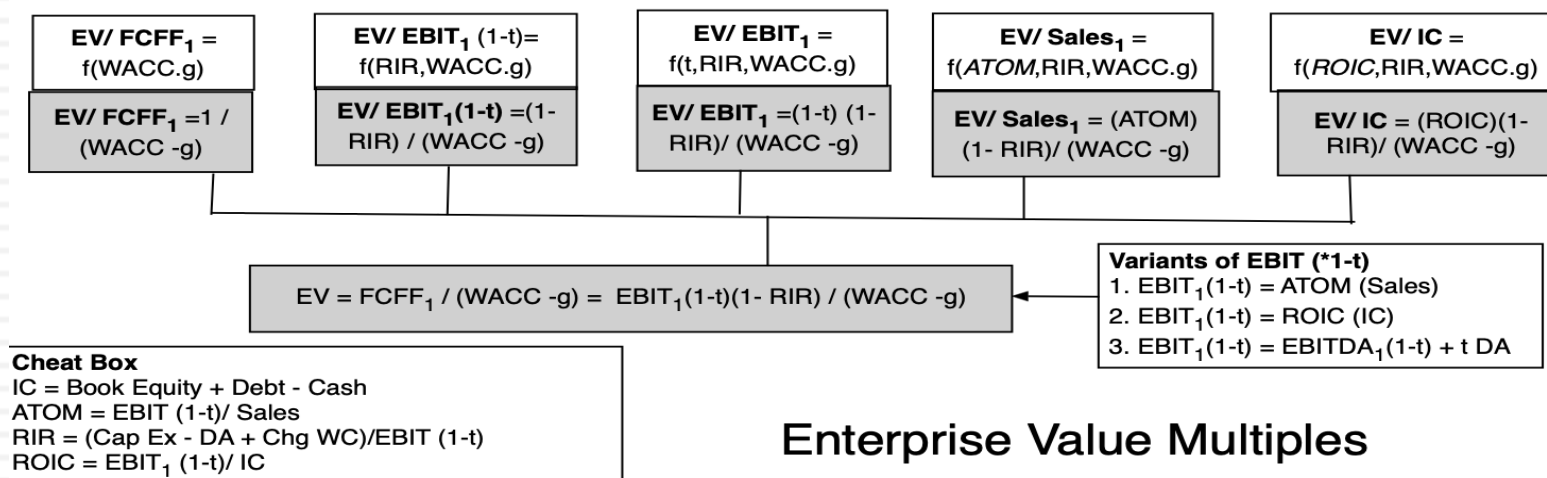 EV/ FCFF₁ =
f(WACC.g)
EV/ FCFF₁ =1 /
(WACC -g)
EV/ EBIT₁ (1-t)=
f(RIR,WACC.g)
EV/ EBIT₁(1-t) =(1-
RIR) / (WACC -g)
EV/ EBIT₁ =
f(t,RIR,WACC.g)
EV/ EBIT₁ =(1-t) (1-
RIR)/ (WACC -g)
EV/ Sales₁ =
f(ATOM,RIR,WACC.g)
EV/ Sales₁ = (ATOM)
(1- RIR)/ (WACC -g)
EV/ IC =
f(ROIC,RIR,WACC.g)
EV/ IC = (ROIC)(1-
RIR)/ (WACC -g)
EV = FCFF₁ / (WACC -g) = EBIT₁(1-t)(1- RIR) / (WACC -g)
Variants of EBIT (*1-t)
1. EBIT₁(1-t) = ATOM (Sales)
2. EBIT₁(1-t) = ROIC (IC)
3. EBIT₁(1-t) = EBITDA₁(1-t) + t DA
Cheat Box
IC = Book Equity + Debt - Cash
ATOM = EBIT (1-t)/ Sales
RIR = (Cap Ex - DA + Chg WC)/EBIT (1-t)
ROIC = EBIT₁ (1-t)/ IC
Enterprise Value Multiples